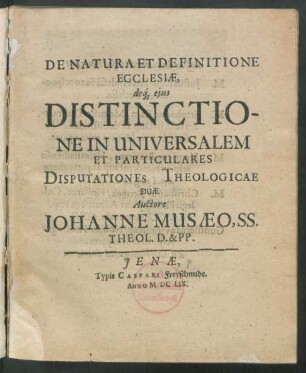 DE NATURA ET DEFINITIONE
ECCLESIÆ,
deq́; ejus
DISTINCTIO-
NE IN UNIVERSALEM
ET PARTICULARES
DISPUTATIONES THEOLOGICAE
DUÆ
Auctore
JOHANNE MUSÆO, SS.
THEOL. D. & PP.
JENÆ,
Typis CASPARI Freyschmids.
ANNO M DC LIX.